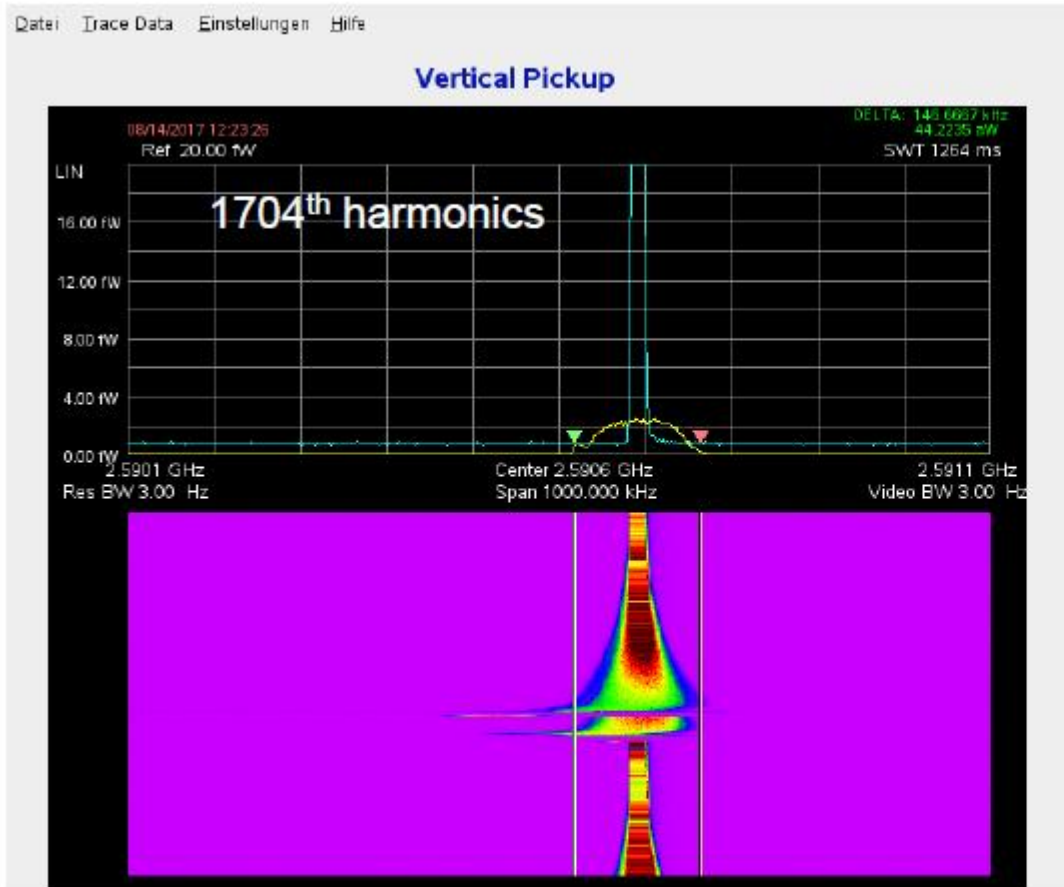 Datei Trace Data Einstellungen Hilfe
Vertical Pickup
08/14/2017 12:23:26
DELTA: 146.6667 kHz
44.2235 aW
Ref 20.00 fW
SWT 1264 ms
LIN
1704th harmonics
16.00 fW
12.00 fW
8.00 fW
4.00 fW
0.00 fW
2.5901 GHz Center 2.5906 GHz 2.5911 GHz
Res BW 3.00 Hz Span 1000.000 kHz Video BW 3.00 Hz